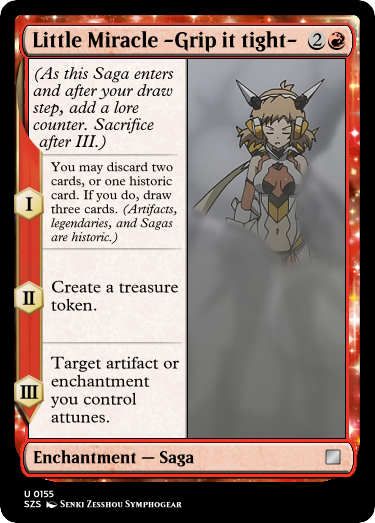 Little Miracle -Grip it tight- 2
(As this Saga enters
and after your draw
step, add a lore
counter. Sacrifice
after III.)
I
You may discard two
cards, or one historic
card. If you do, draw
three cards. (Artifacts,
legendaries, and Sagas
are historic.)
II
Create a treasure
token.
III
Target artifact or
enchantment
you control
attunes.
Enchantment — Saga
U 0155
SZS Senki Zesshou Symphogear